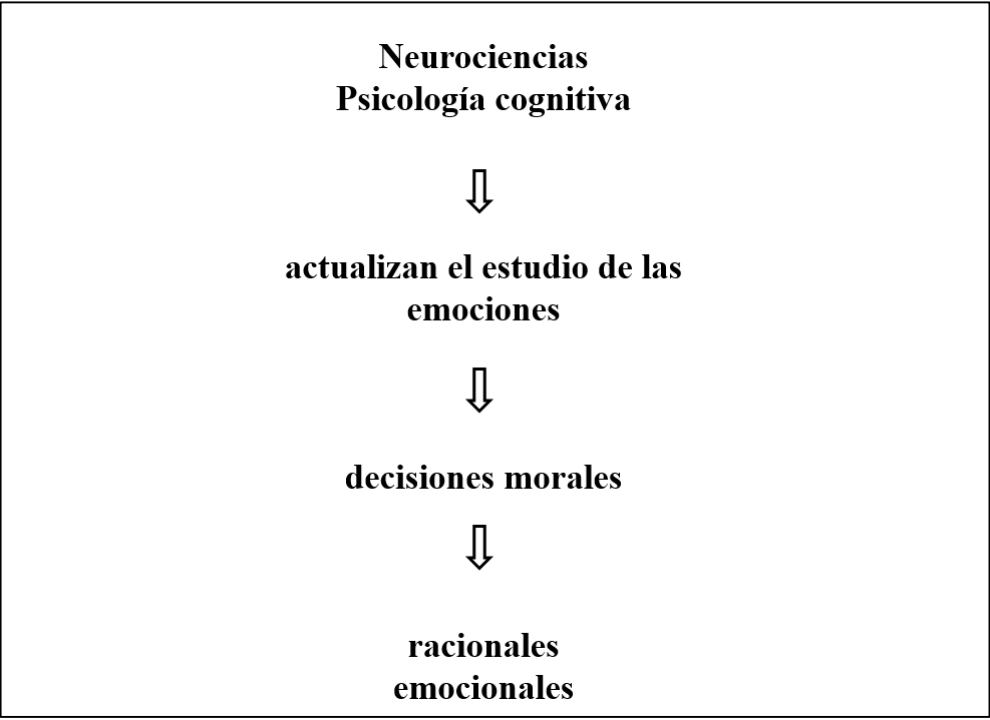 Neurociencias
Psicología cognitiva
actualizan el estudio de las
emociones
decisiones morales
racionales
emocionales